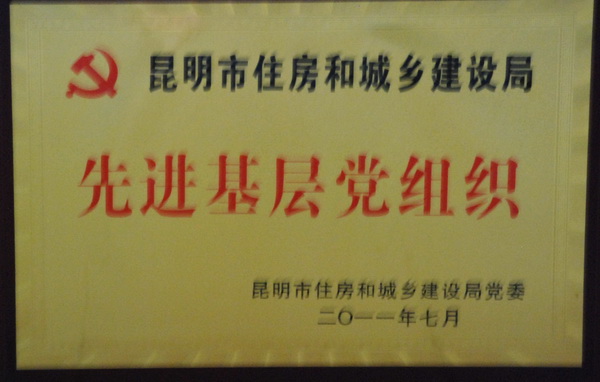 昆明市住房和城乡建设局
先进基层党组织
昆明市住房和城乡建设局党委
二〇一一年七月